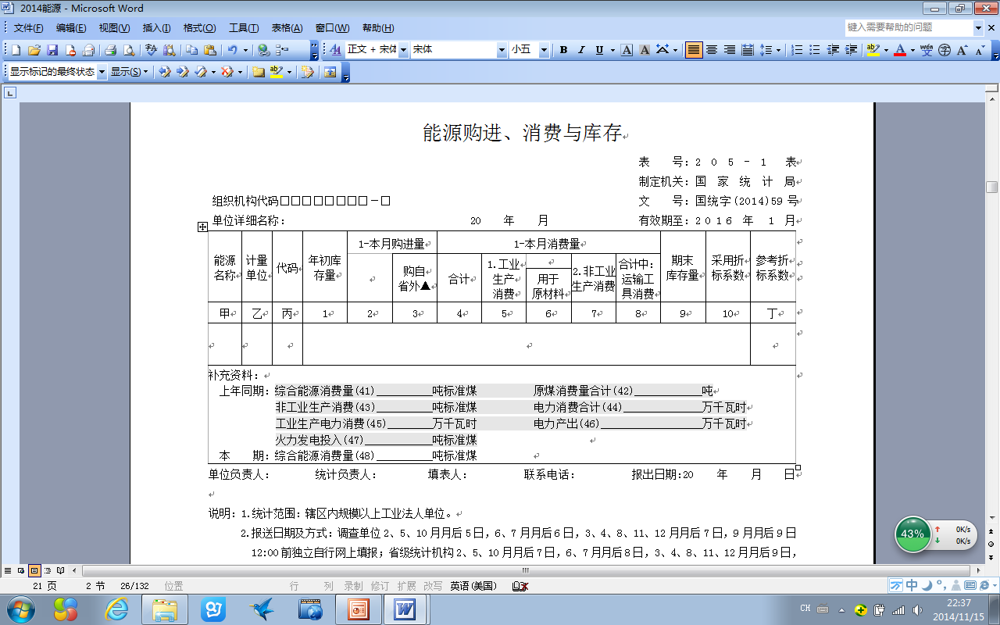 2014能源 - Microsoft Word
文件(F) 编辑(E) 视图(V) 插入(I) 格式(O) 工具(T) 表格(A) 窗口(W) 帮助(H) 键入需要帮助的问题
正文 + 宋体 宋体 小五 B I U A A A abc A 字 A A
显示标记的最终状态 显示(S)
能源购进、消费与库存
表 号：205-1 表
制定机关：国家统计局
组织机构代码□□□□□□□□－□ 文 号：国统字(2014)59号
单位详细名称： 20 年 月 有效期至：2016 年 1 月
能源名称 计量单位 代码 年初库存量 1-本月购进量 1-本月消费量 期末库存量 采用折标系数 参考折标系数
购自省外▲ 合计 1.工业生产消费 用于原材料 2.非工业生产消费 合计中：运输工具消费
甲 乙 丙 1 2 3 4 5 6 7 8 9 10 丁
补充资料：
上年同期：综合能源消费量(41)__________吨标准煤 原煤消费量合计(42)____________吨
非工业生产消费(43)__________吨标准煤 电力消费合计(44)______________万千瓦时
工业生产电力消费(45)________万千瓦时 电力产出(46)__________________万千瓦时
火力发电投入(47)____________吨标准煤
本 期：综合能源消费量(48)__________吨标准煤
单位负责人： 统计负责人： 填表人： 联系电话： 报出日期:20 年 月 日
说明：1.统计范围：辖区内规模以上工业法人单位。
2.报送日期及方式：调查单位2、5、10月月后5日，6、7月月后6日，3、4、8、11、12月月后7日，9月月后9日
12:00前独立自行网上填报；省级统计机构2、5、10月月后7日，6、7月月后8日，3、4、8、11、12月月后9日，
43% 0K/s
0K/s
21 页 2 节 26/132 位置 行 列 录制 修订 扩展 改写 英语(美国)
中
CH 22:37
2014/11/15